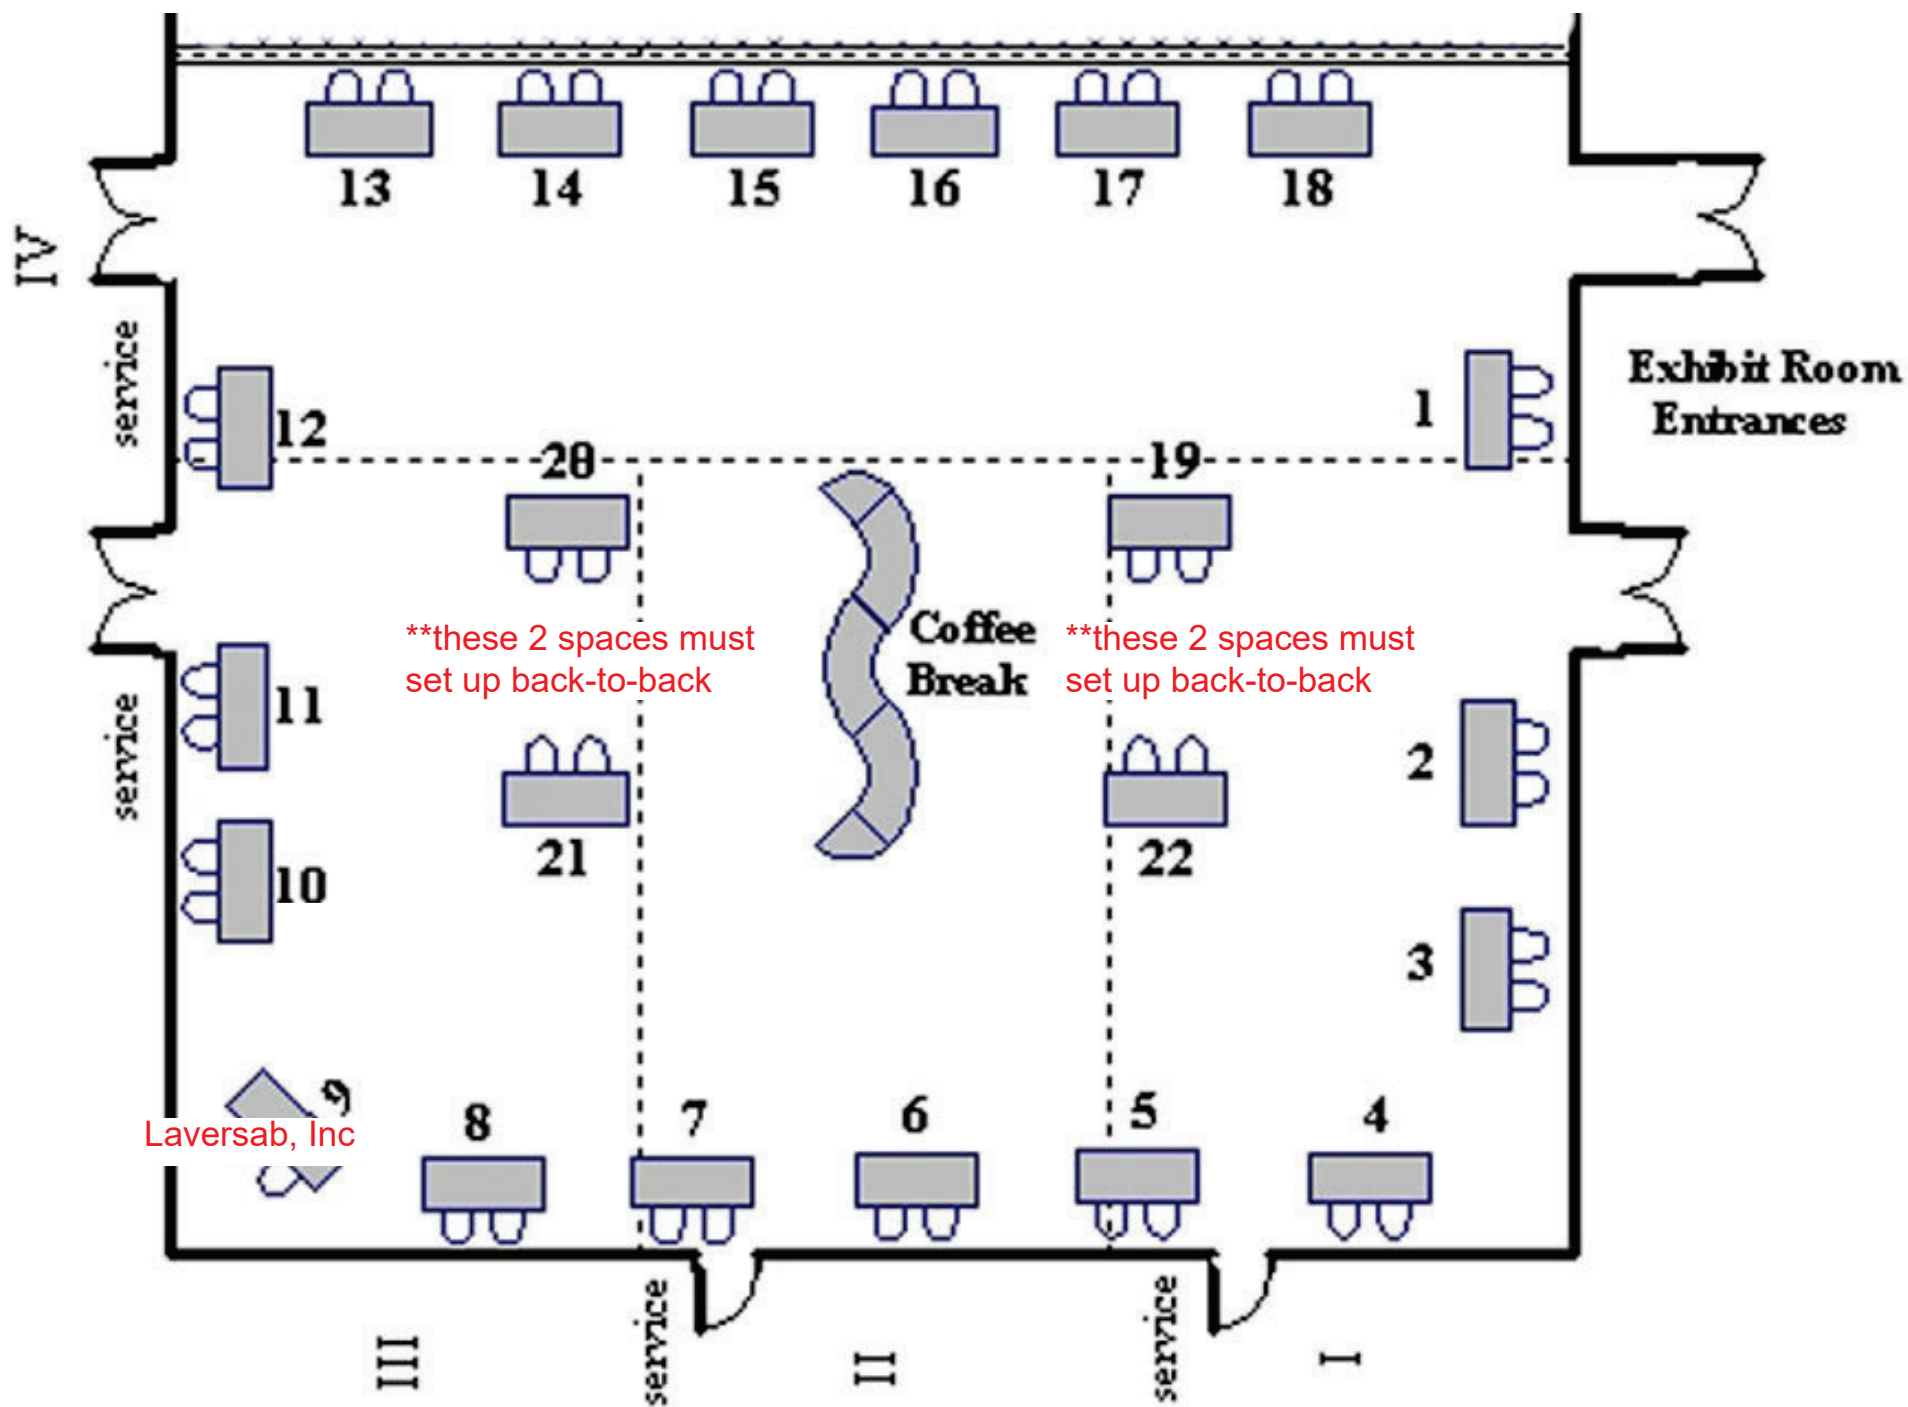 13 14 15 16 17 18
IV
service
Exhibit Room
Entrances
12
1
20
19
Coffee
Break
**these 2 spaces must
set up back-to-back
**these 2 spaces must
set up back-to-back
service
11
2
21
22
10
3
9
Laversab, Inc
8 7 6 5 4
service
service
III
II
I